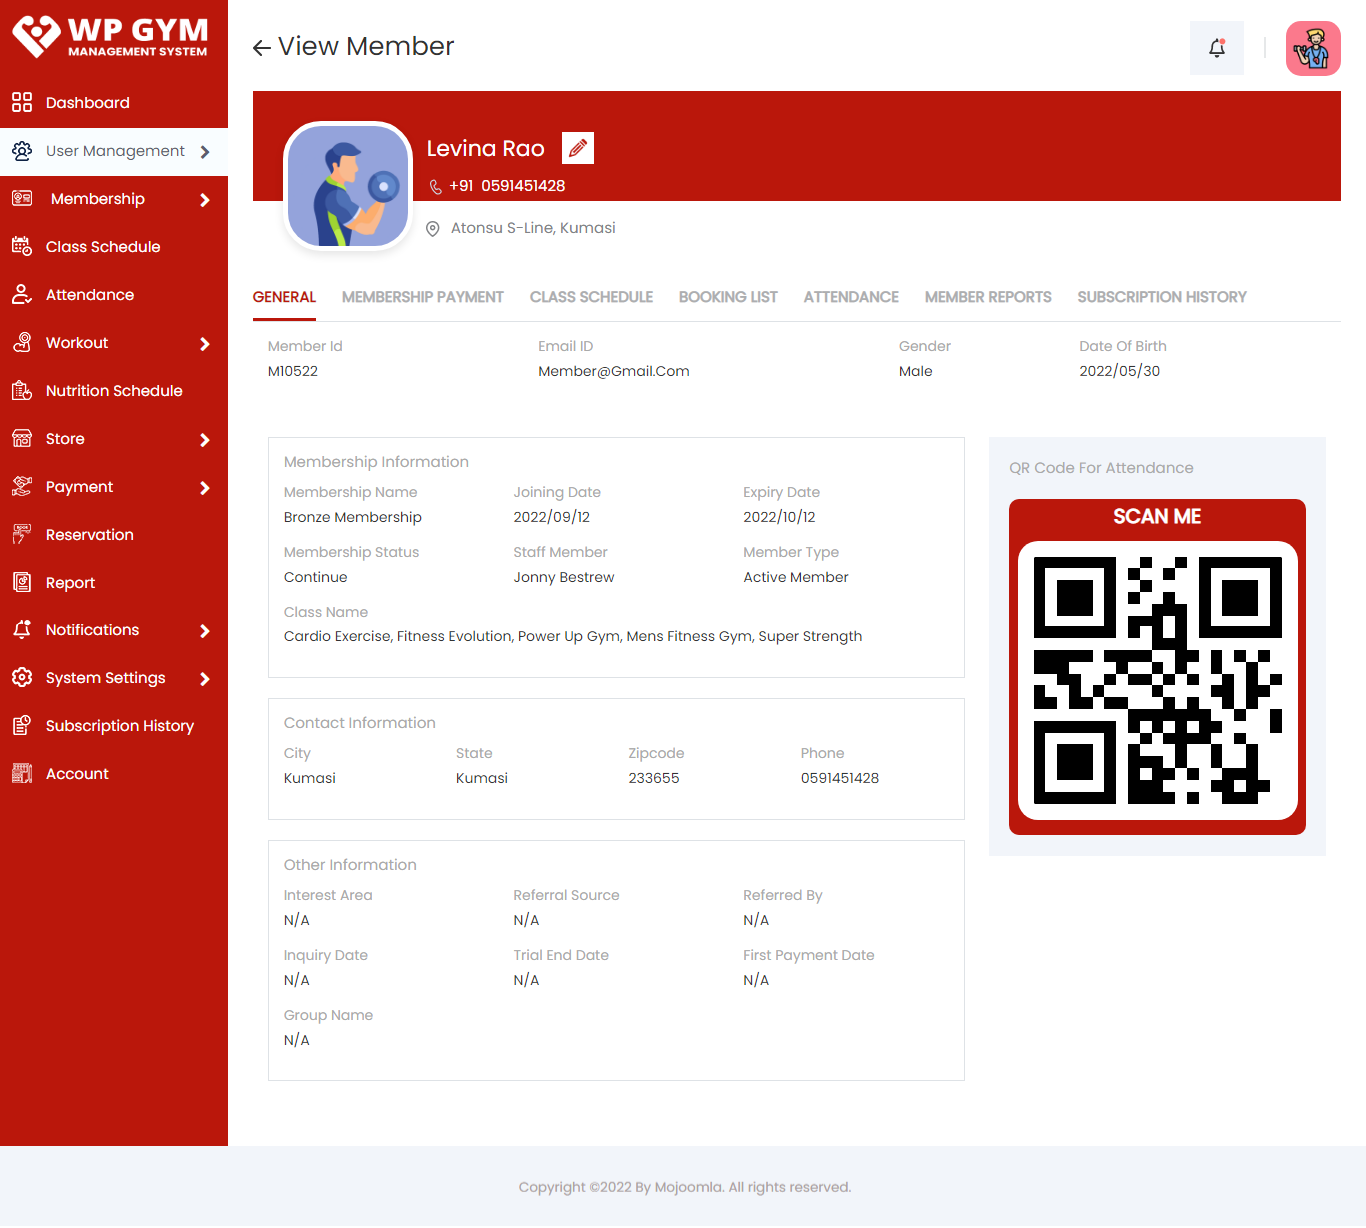 WP GYM
MANAGEMENT SYSTEM
Dashboard
User Management
Membership
Class Schedule
Attendance
Workout
Nutrition Schedule
Store
Payment
Reservation
Report
Notifications
System Settings
Subscription History
Account
View Member
Levina Rao
+91 0591451428
Atonsu S-Line, Kumasi
GENERAL MEMBERSHIP PAYMENT CLASS SCHEDULE BOOKING LIST ATTENDANCE MEMBER REPORTS SUBSCRIPTION HISTORY
Member Id Email ID Gender Date Of Birth
M10522 Member@Gmail.Com Male 2022/05/30
Membership Information
Membership Name Joining Date Expiry Date
Bronze Membership 2022/09/12 2022/10/12
Membership Status Staff Member Member Type
Continue Jonny Bestrew Active Member
Class Name
Cardio Exercise, Fitness Evolution, Power Up Gym, Mens Fitness Gym, Super Strength
Contact Information
City State Zipcode Phone
Kumasi Kumasi 233655 0591451428
Other Information
Interest Area Referral Source Referred By
N/A N/A N/A
Inquiry Date Trial End Date First Payment Date
N/A N/A N/A
Group Name
N/A
QR Code For Attendance
SCAN ME
Copyright ©2022 By Mojoomla. All rights reserved.